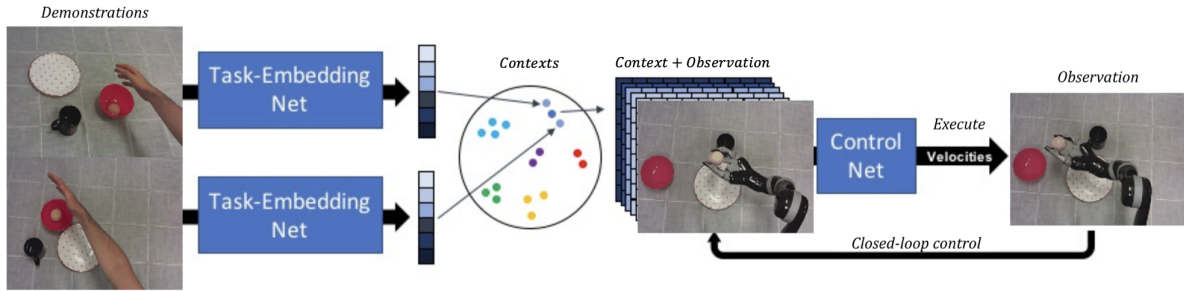 Demonstrations
Task-Embedding
Net
Task-Embedding
Net
Contexts
Context + Observation
Control
Net
Execute
Velocities
Observation
Closed-loop control